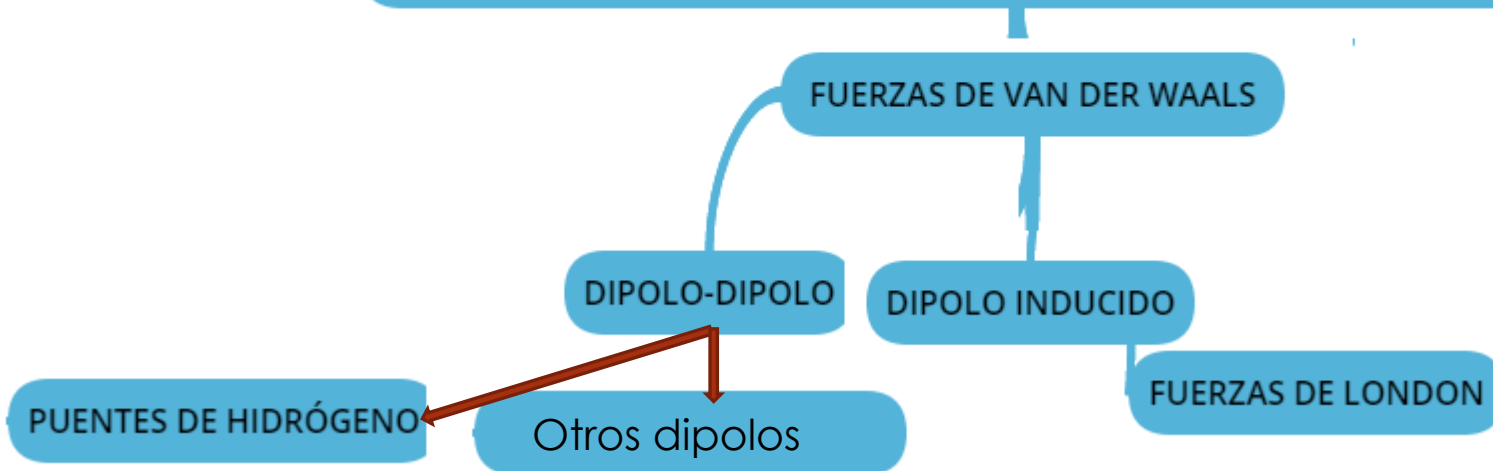 FUERZAS DE VAN DER WAALS
DIPOLO-DIPOLO
DIPOLO INDUCIDO
PUENTES DE HIDRÓGENO
Otros dipolos
FUERZAS DE LONDON